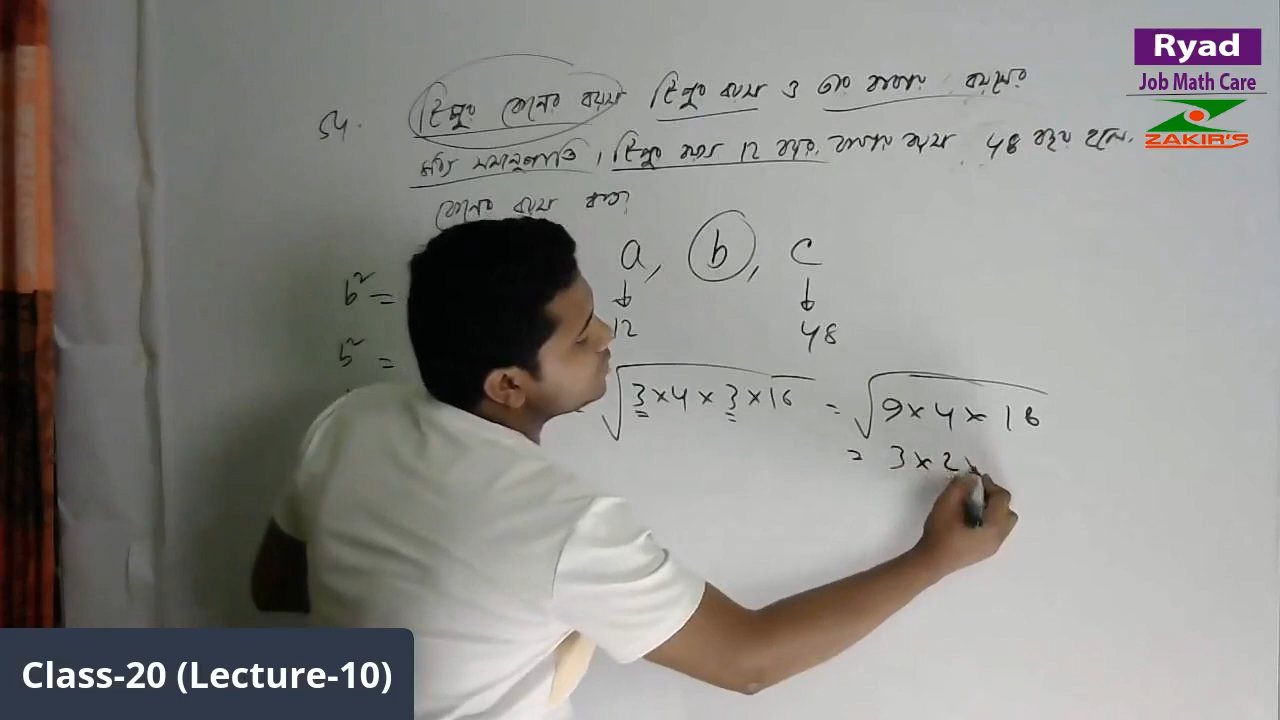 Ryad
Job Math Care
ZAKIR'S
54. টিপুর বোনের বয়স টিপুর বয়স ও তার বাবার বয়সের
মধ্য সমানুপাতি । টিপুর বয়স 12 বছর, বাবার বয়স 48 বছর হলে,
বোনের বয়স কত?
a, b, c
b² =
12 48
b² =
√3×4×3×16 = √9×4×16
= 3×2×
Class-20 (Lecture-10)